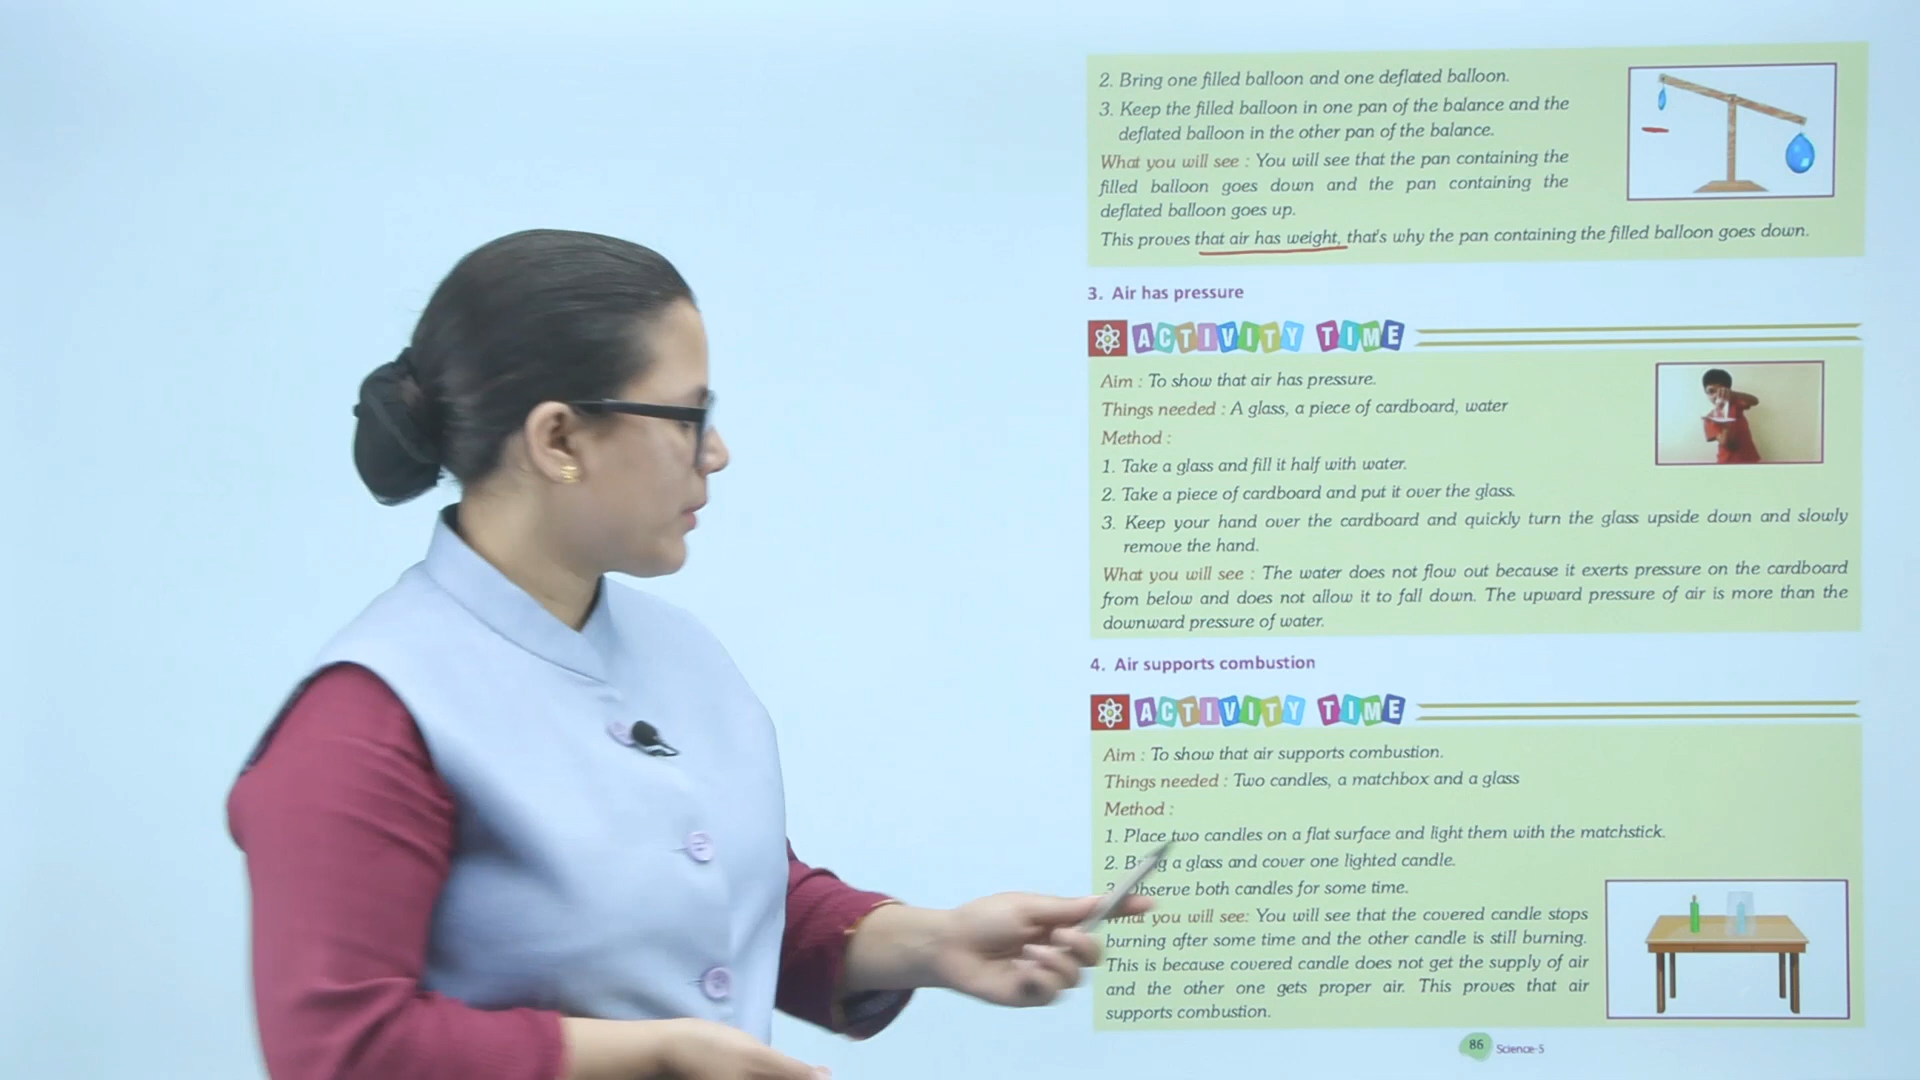 2. Bring one filled balloon and one deflated balloon.
3. Keep the filled balloon in one pan of the balance and the
deflated balloon in the other pan of the balance.
What you will see : You will see that the pan containing the
filled balloon goes down and the pan containing the
deflated balloon goes up.
This proves that air has weight, that's why the pan containing the filled balloon goes down.
3. Air has pressure
ACTIVITY TIME
Aim : To show that air has pressure.
Things needed : A glass, a piece of cardboard, water
Method :
1. Take a glass and fill it half with water.
2. Take a piece of cardboard and put it over the glass.
3. Keep your hand over the cardboard and quickly turn the glass upside down and slowly
remove the hand.
What you will see : The water does not flow out because it exerts pressure on the cardboard
from below and does not allow it to fall down. The upward pressure of air is more than the
downward pressure of water.
4. Air supports combustion
ACTIVITY TIME
Aim : To show that air supports combustion.
Things needed : Two candles, a matchbox and a glass
Method :
1. Place two candles on a flat surface and light them with the matchstick.
2. a glass and cover one lighted candle.
3. Observe both candles for some time.
What you will see: You will see that the covered candle stops
burning after some time and the other candle is still burning.
This is because covered candle does not get the supply of air
and the other one gets proper air. This proves that air
supports combustion.
86 Science-5